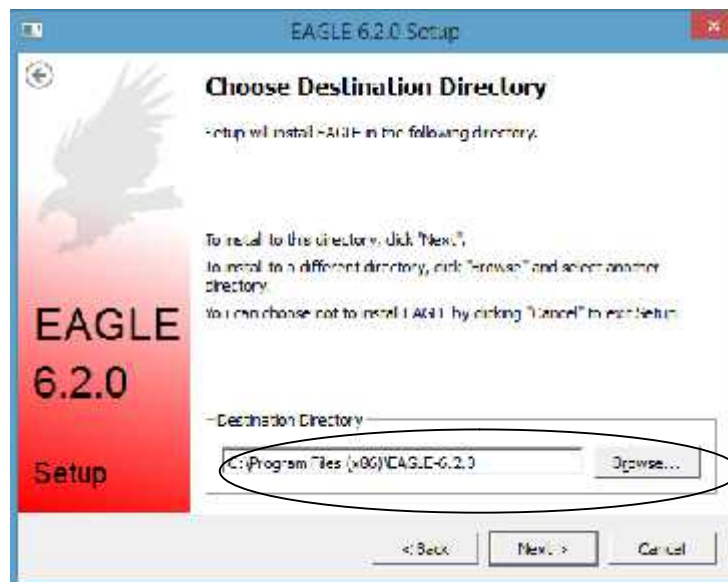 EAGLE 6.2.0 Setup
Choose Destination Directory
Setup will install EAGLE in the following directory.
To install to this directory, click "Next".
To install to a different directory, click "Browse" and select another
directory.
You can choose not to install EAGLE by clicking "Cancel" to exit Setup.
EAGLE
6.2.0
Setup
Destination Directory
C:\Program Files (x86)\EAGLE-6.2.0
Browse...
< Back
Next >
Cancel